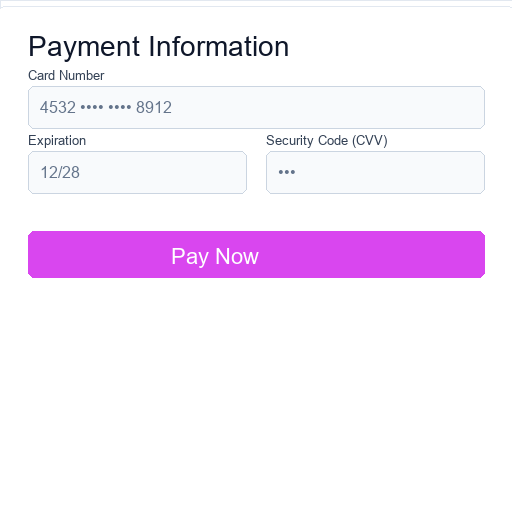 Payment Information
Card Number
4532 •••• •••• 8912
Expiration
Security Code (CVV)
12/28
•••
Pay Now